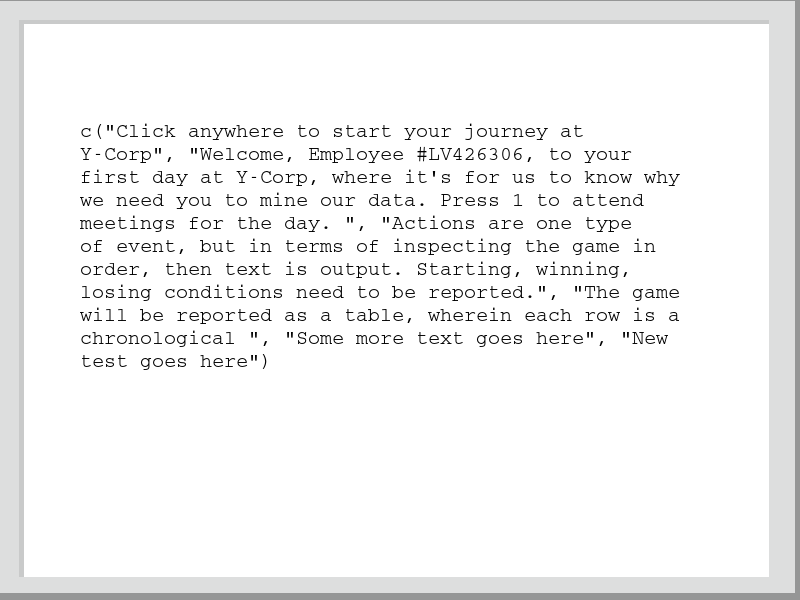 c("Click anywhere to start your journey at
Y-Corp", "Welcome, Employee #LV426306, to your
first day at Y-Corp, where it's for us to know why
we need you to mine our data. Press 1 to attend
meetings for the day. ", "Actions are one type
of event, but in terms of inspecting the game in
order, then text is output. Starting, winning,
losing conditions need to be reported.", "The game
will be reported as a table, wherein each row is a
chronological ", "Some more text goes here", "New
test goes here")